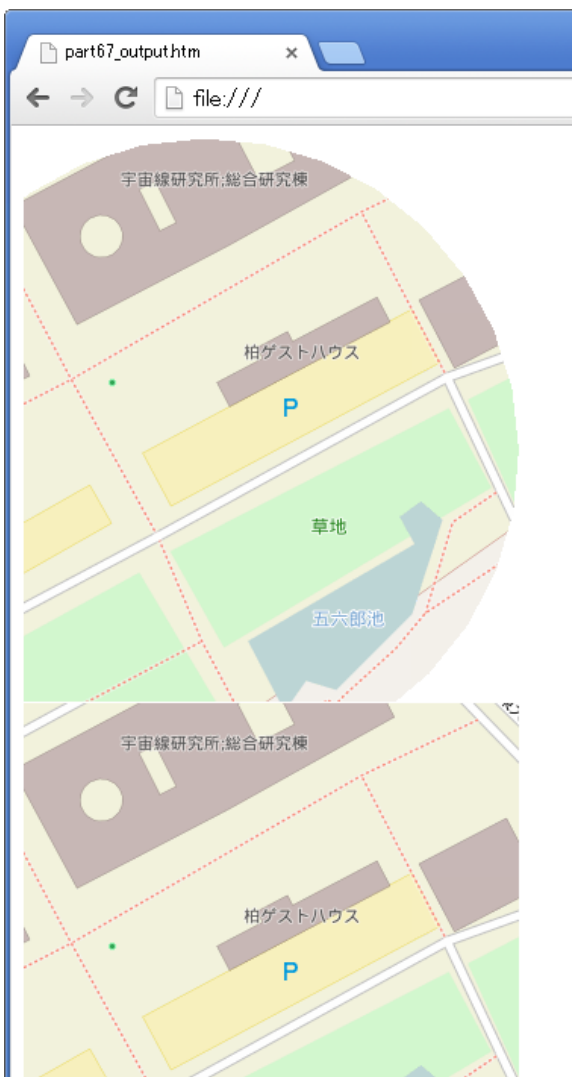 part67_output.htm
file:///
宇宙線研究所;総合研究棟
柏ゲストハウス
P
草地
五六郎池
宇宙線研究所;総合研究棟
柏ゲストハウス
P